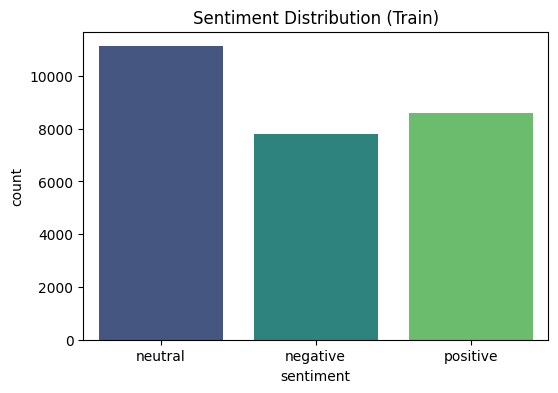 Sentiment Distribution (Train)
10000
8000
6000
4000
2000
0
count
neutral negative positive
sentiment